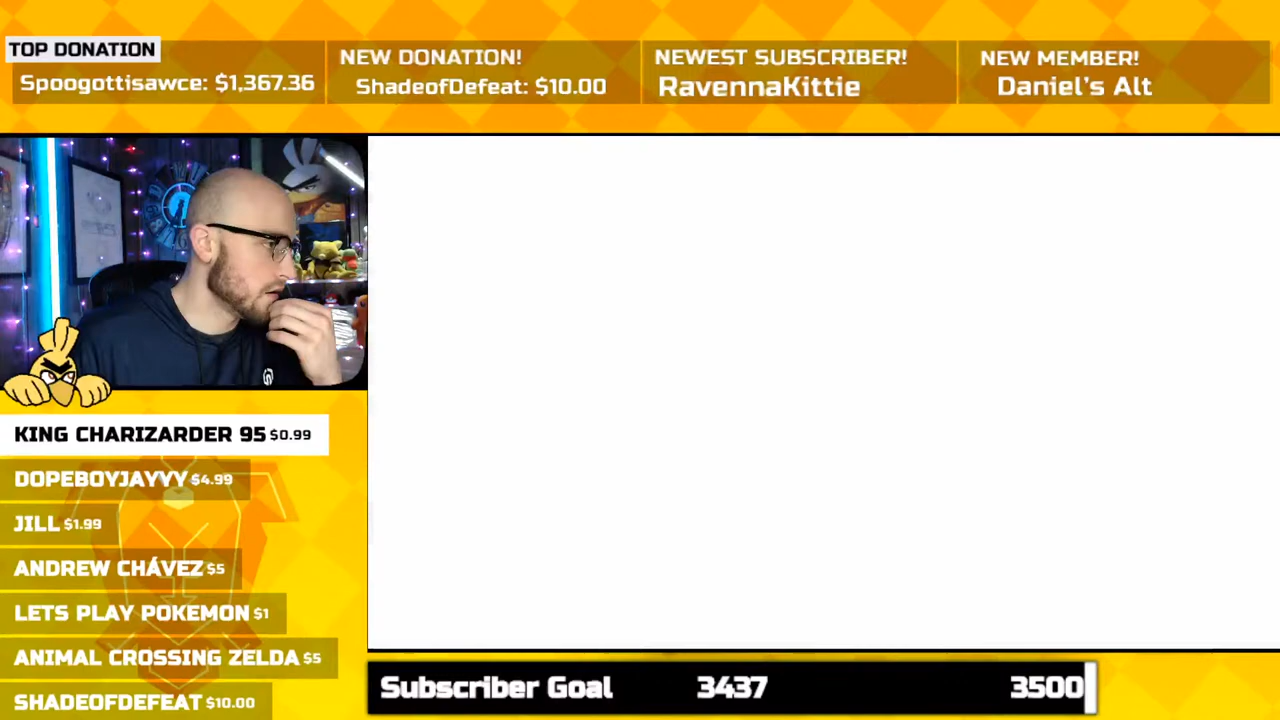 TOP DONATION
Spoogottisawce: $1,367.36
NEW DONATION!
ShadeofDefeat: $10.00
NEWEST SUBSCRIBER!
RavennaKittie
NEW MEMBER!
Daniel's Alt
KING CHARIZARDER 95 $0.99
DOPEBOYJAYVY $4.99
JILL $1.99
ANDREW CHÁVEZ $5
LETS PLAY POKEMON $1
ANIMAL CROSSING ZELDA $5
SHADEOFDEFEAT $10.00
Subscriber Goal 3437 3500